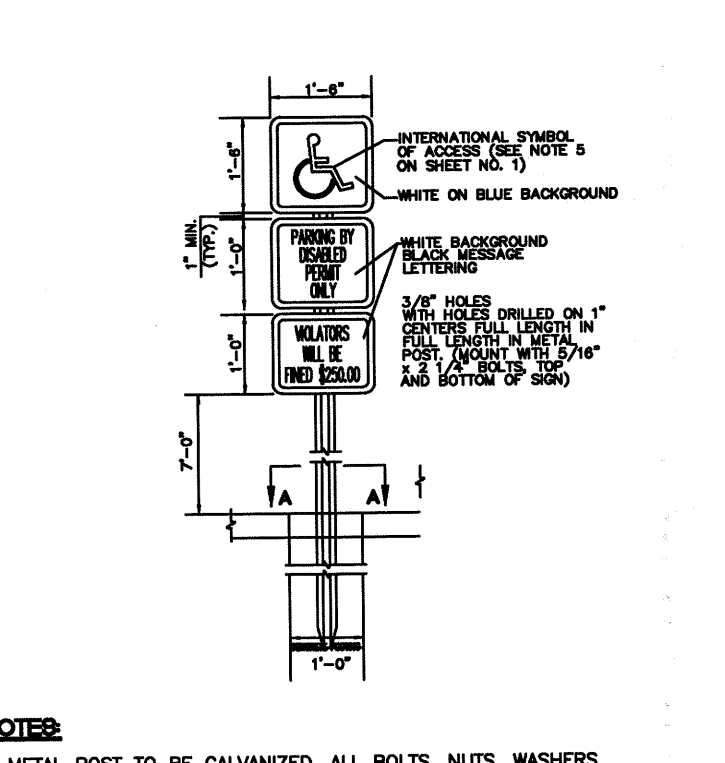 1'-6"
INTERNATIONAL SYMBOL
OF ACCESS (SEE NOTE 5
ON SHEET NO. 1)
1'-6"
WHITE ON BLUE BACKGROUND
1" MIN.
(TYP.)
1'-0"
PARKING BY
DISABLED
PERMIT
ONLY
WHITE BACKGROUND
BLACK MESSAGE
LETTERING
3/8" HOLES
WITH HOLES DRILLED ON 1"
CENTERS FULL LENGTH IN
FULL LENGTH IN METAL
POST. (MOUNT WITH 5/16"
x 2 1/4" BOLTS, TOP
AND BOTTOM OF SIGN)
1'-0"
VIOLATORS
WILL BE
FINED $250.00
7'-0"
A A
1'-0"
OTES:
METAL POST TO BE GALVANIZED. ALL BOLTS, NUTS, WASHERS